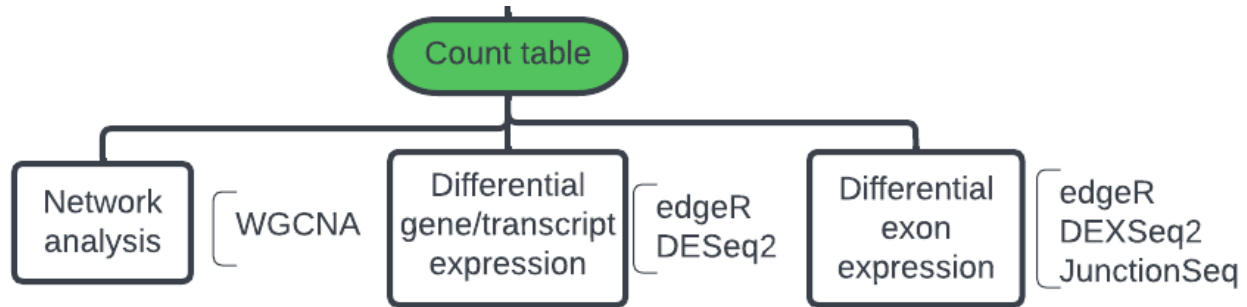 Count table
Network
analysis
WGCNA
Differential
gene/transcript
expression
edgeR
DESeq2
Differential
exon
expression
edgeR
DEXSeq2
JunctionSeq